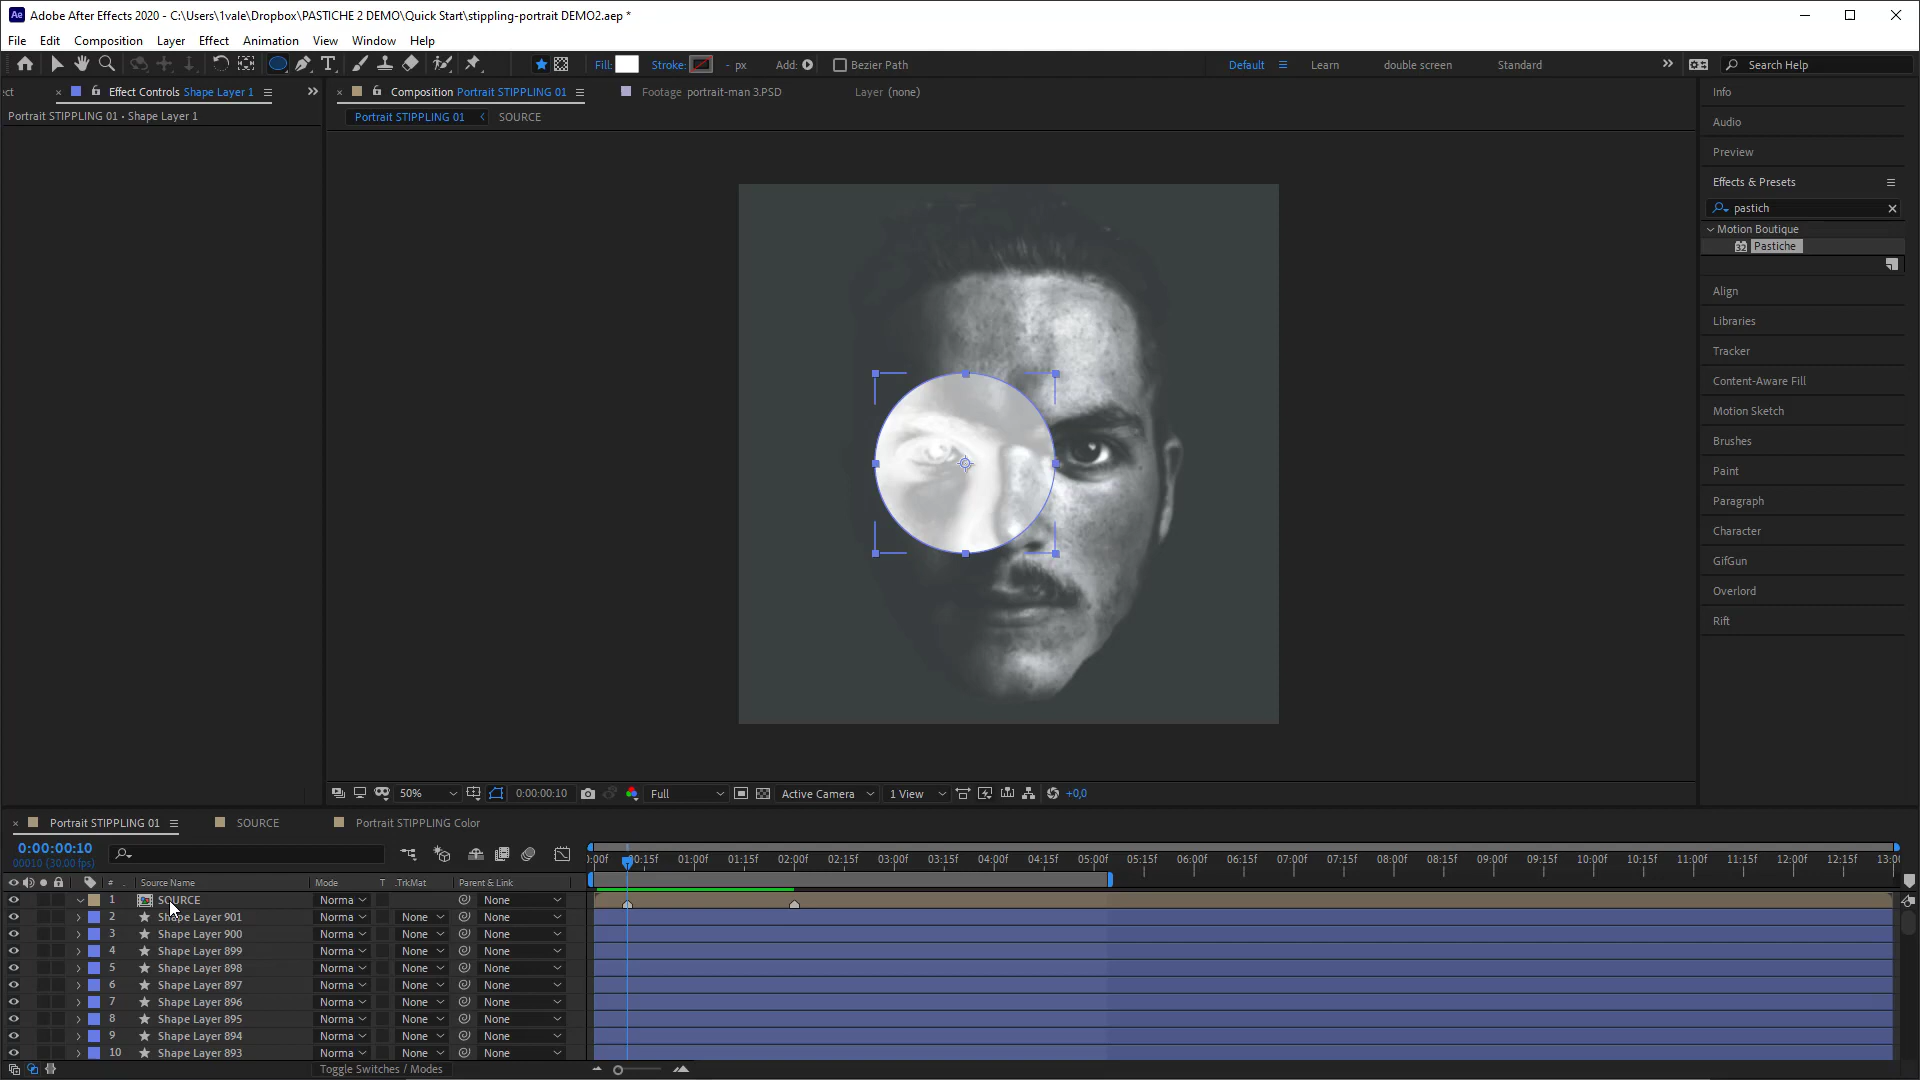 Adobe After Effects 2020 - C:\Users\1vale\Dropbox\PASTICHE 2 DEMO\Quick Start\stippling-portrait DEMO2.aep *
File Edit Composition Layer Effect Animation View Window Help
Fill: Stroke: - px Add: Bezier Path Default Learn double screen Standard Search Help
ect Effect Controls Shape Layer 1 Composition Portrait STIPPLING 01 Footage portrait-man 3.PSD Layer (none) Info
Portrait STIPPLING 01 • Shape Layer 1 Portrait STIPPLING 01 SOURCE
Audio
Preview
Effects & Presets
pastich
Motion Boutique
32 Pastiche
Align
Libraries
Tracker
Content-Aware Fill
Motion Sketch
Brushes
Paint
Paragraph
Character
GifGun
Overlord
Rift
50% 0:00:00:10 Full Active Camera 1 View +0,0
Portrait STIPPLING 01 SOURCE Portrait STIPPLING Color
0:00:00:10
00010 (30.00 fps)
):00f 00:15f 01:00f 01:15f 02:00f 02:15f 03:00f 03:15f 04:00f 04:15f 05:00f 05:15f 06:00f 06:15f 07:00f 07:15f 08:00f 08:15f 09:00f 09:15f 10:00f 10:15f 11:00f 11:15f 12:00f 12:15f 13:00
# Source Name Mode T .TrkMat Parent & Link
1 SOURCE Norma None
2 Shape Layer 901 Norma None None
3 Shape Layer 900 Norma None None
4 Shape Layer 899 Norma None None
5 Shape Layer 898 Norma None None
6 Shape Layer 897 Norma None None
7 Shape Layer 896 Norma None None
8 Shape Layer 895 Norma None None
9 Shape Layer 894 Norma None None
10 Shape Layer 893 Norma None None
Toggle Switches / Modes